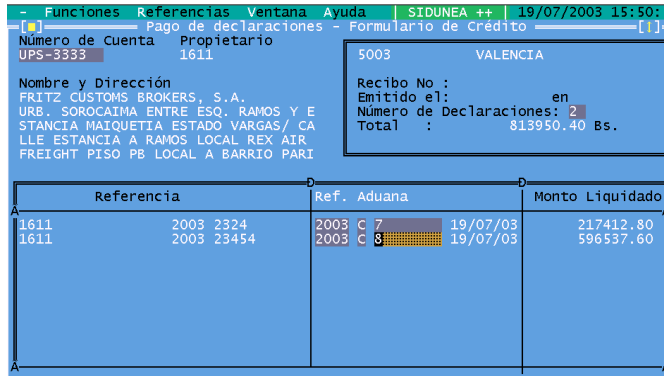 - Funciones Referencias Ventana Ayuda | SIDUNEA ++ | 19/07/2003 15:50:
Pago de declaraciones - Formulario de Crédito
Número de Cuenta Propietario
UPS-3333 1611
5003 VALENCIA
Nombre y Dirección
FRITZ CUSTOMS BROKERS, S.A.
URB. SOROCAIMA ENTRE ESQ. RAMOS Y E
STANCIA MAIQUETIA ESTADO VARGAS/ CA
LLE ESTANCIA A RAMOS LOCAL REX AIR
FREIGHT PISO PB LOCAL A BARRIO PARI
Recibo No :
Emitido el: en
Número de Declaraciones: 2
Total : 813950.40 Bs.
Referencia Ref. Aduana Monto Liquidado
1611 2003 2324 2003 C 7 19/07/03 217412.80
1611 2003 23454 2003 C 8 19/07/03 596537.60